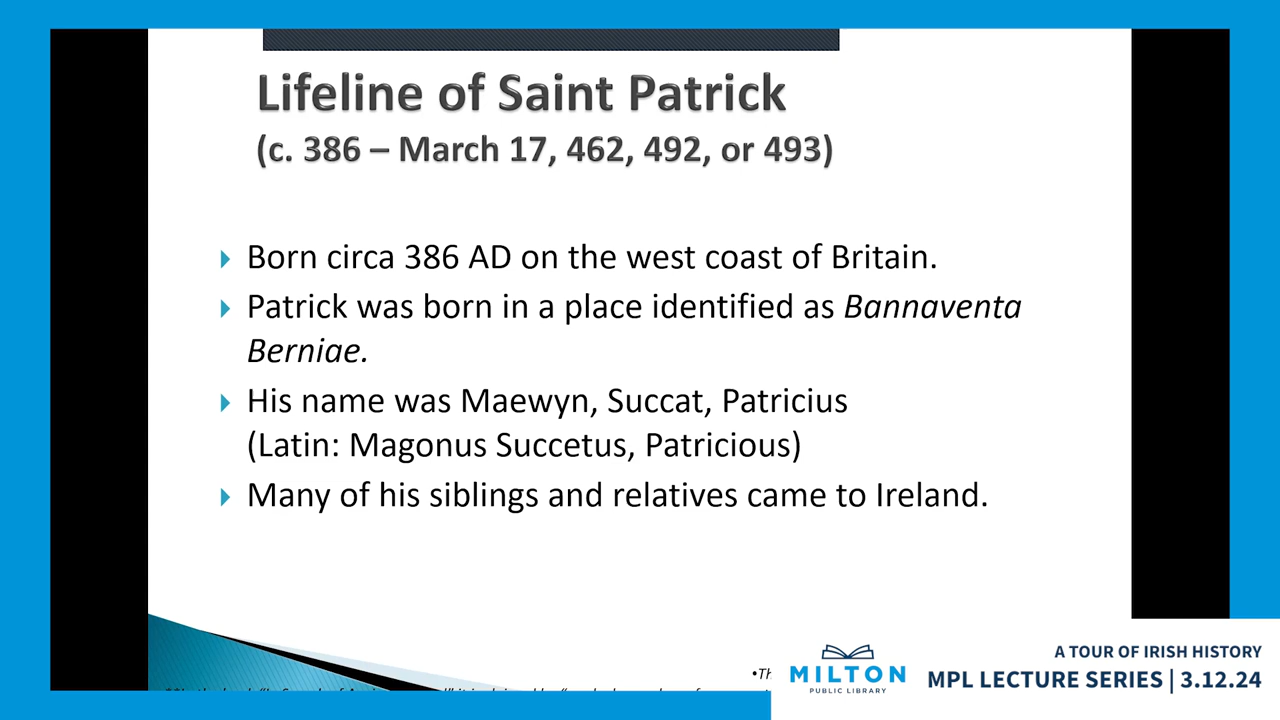 Lifeline of Saint Patrick
(c. 386 – March 17, 462, 492, or 493)
Born circa 386 AD on the west coast of Britain.
Patrick was born in a place identified as Bannaventa
Berniae.
His name was Maewyn, Succat, Patricius
(Latin: Magonus Succetus, Patricious)
Many of his siblings and relatives came to Ireland.
MILTON
PUBLIC LIBRARY
A TOUR OF IRISH HISTORY
MPL LECTURE SERIES | 3.12.24